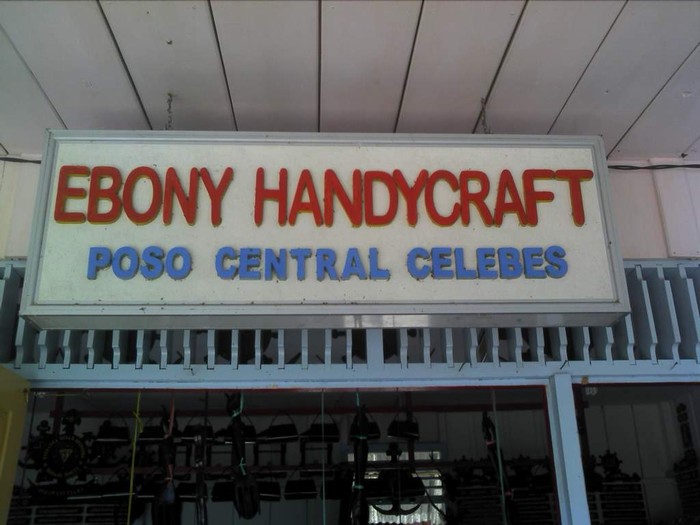 EBONY HANDYCRAFT
POSO CENTRAL CELEBES